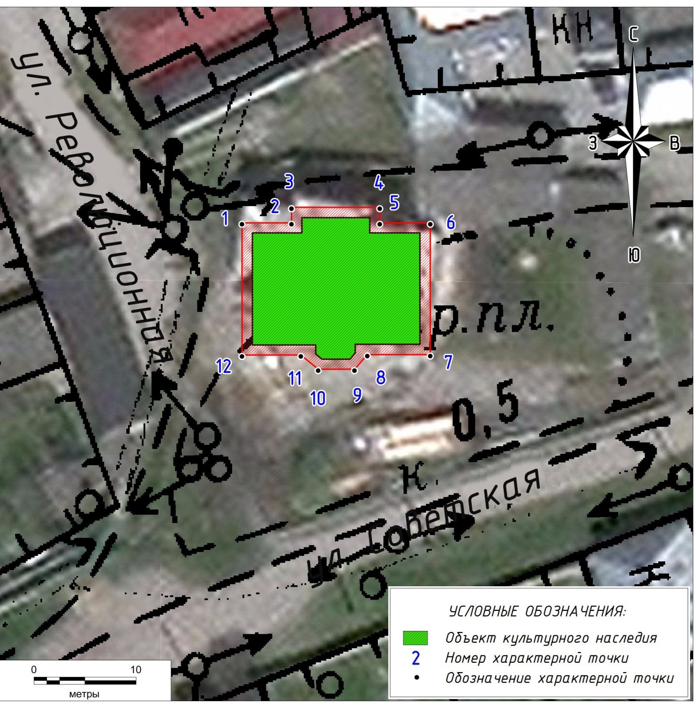 КН
С
З
В
Ю
ул. Революционная
3
4
2
5
1
6
р.пл.
12
11
8
7
10
9
0,5
К
ул. Советская
Ж
УСЛОВНЫЕ ОБОЗНАЧЕНИЯ:
Объект культурного наследия
2 Номер характерной точки
Обозначение характерной точки
0 10
метры